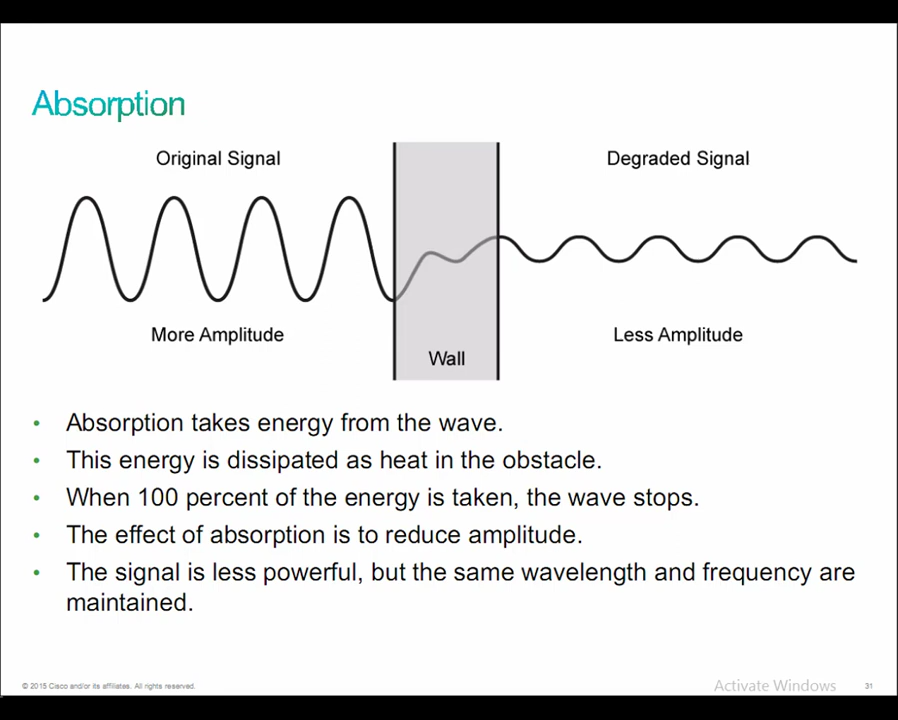 Absorption
Original Signal
Degraded Signal
More Amplitude
Less Amplitude
Wall
• Absorption takes energy from the wave.
• This energy is dissipated as heat in the obstacle.
• When 100 percent of the energy is taken, the wave stops.
• The effect of absorption is to reduce amplitude.
• The signal is less powerful, but the same wavelength and frequency are
maintained.
© 2015 Cisco and/or its affiliates. All rights reserved.
Activate Windows
31